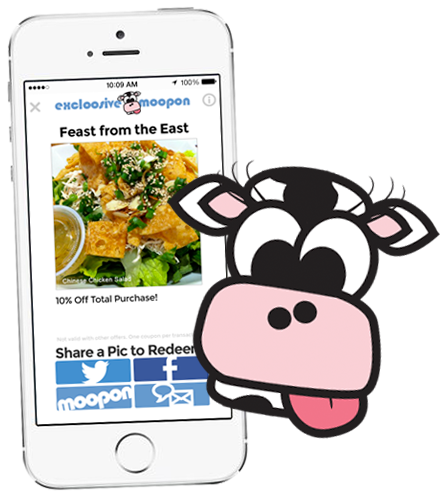 10:09 AM
100%
excloosive moopon
Feast from the East
Chinese Chicken Salad
10% Off Total Purchase!
Not valid with other offers. One coupon per
Share a Pic to Redeem
moopon